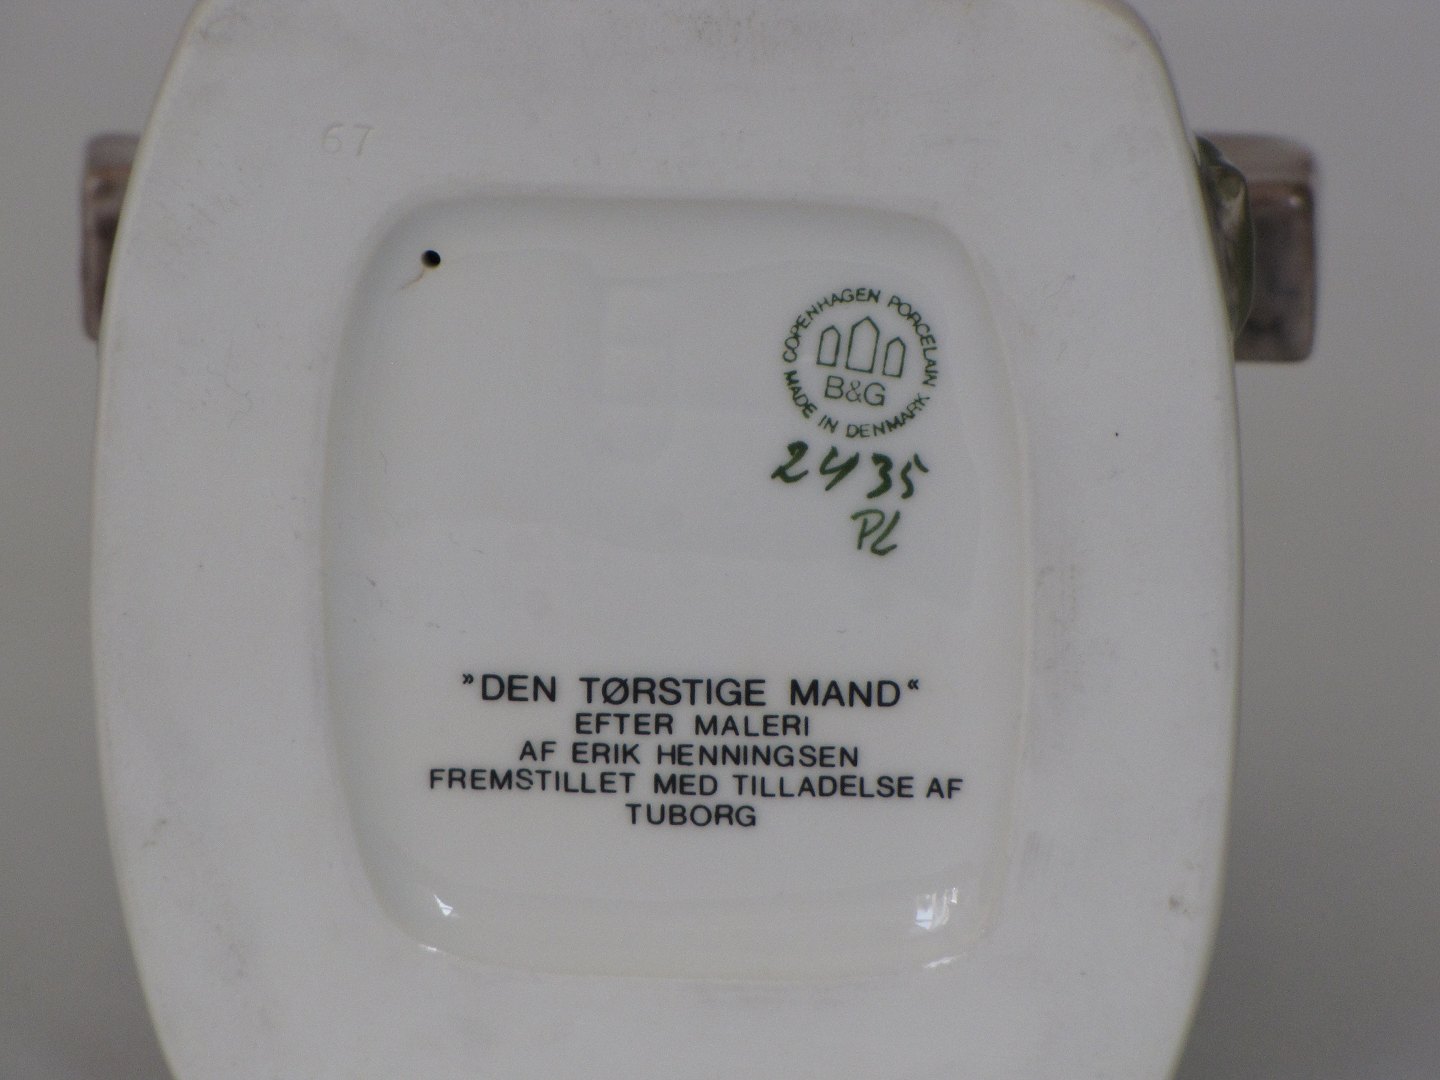 67
COPENHAGEN PORCELAIN
B&G
MADE IN DENMARK
2435
PL
»DEN TØRSTIGE MAND«
EFTER MALERI
AF ERIK HENNINGSEN
FREMSTILLET MED TILLADELSE AF
TUBORG